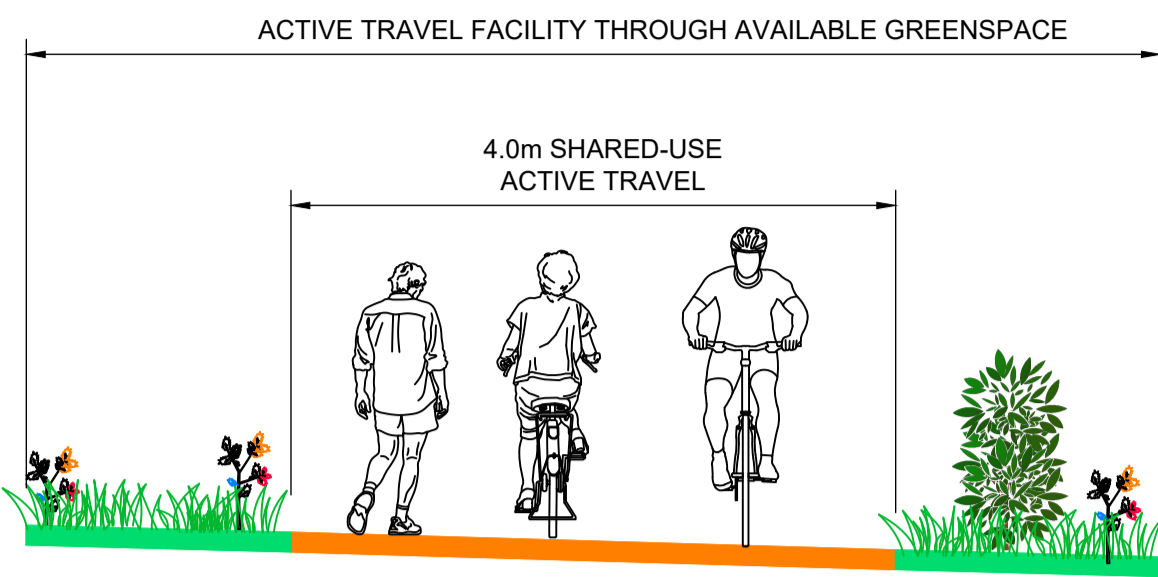 ACTIVE TRAVEL FACILITY THROUGH AVAILABLE GREENSPACE
4.0m SHARED-USE
ACTIVE TRAVEL